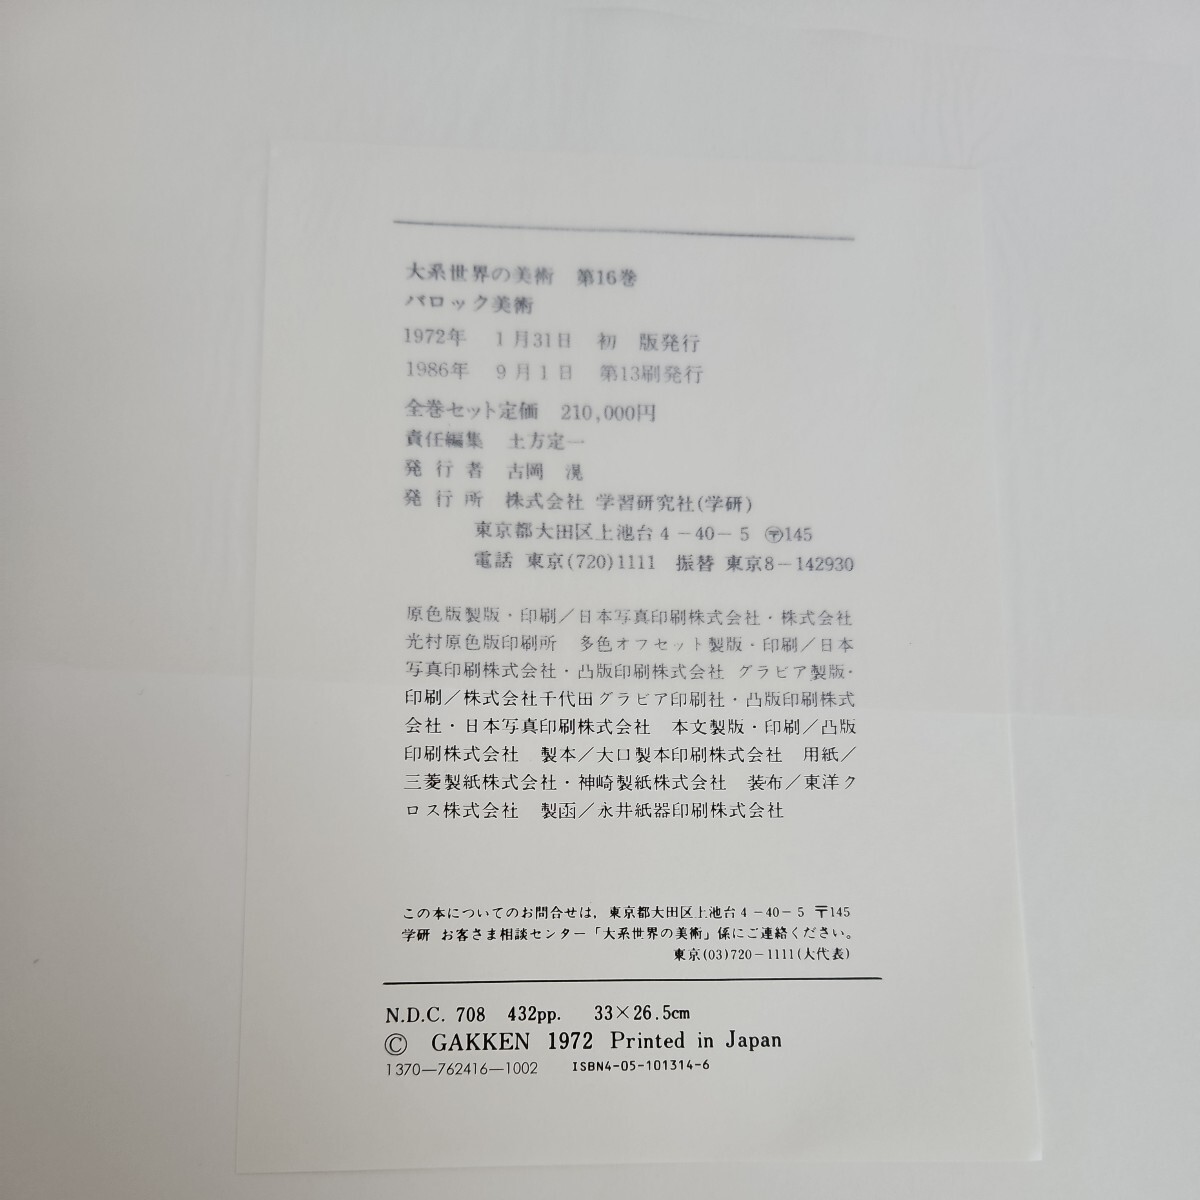 大系世界の美術　第16巻
バロック美術
1972年　1月31日　初　版発行
1986年　9月1日　第13刷発行
全巻セット定価　210,000円
責任編集　土方定一
発行者　古岡　滉
発行所　株式会社 学習研究社(学研)
東京都大田区上池台4－40－5 〶145
電話 東京(720)1111　振替 東京8－142930
原色版製版・印刷／日本写真印刷株式会社・株式会社
光村原色版印刷所　多色オフセット製版・印刷／日本
写真印刷株式会社・凸版印刷株式会社 グラビア製版・
印刷／株式会社千代田グラビア印刷社・凸版印刷株式
会社・日本写真印刷株式会社　本文製版・印刷／凸版
印刷株式会社　製本／大口製本印刷株式会社　用紙／
三菱製紙株式会社・神崎製紙株式会社　装布／東洋ク
ロス株式会社　製函／永井紙器印刷株式会社
この本についてのお問合せは，東京都大田区上池台4－40－5 〒145
学研 お客さま相談センター「大系世界の美術」係にご連絡ください。
東京(03)720－1111(大代表)
N.D.C. 708　432pp.　33×26.5cm
© GAKKEN 1972 Printed in Japan
1370—762416—1002　ISBN4-05-101314-6